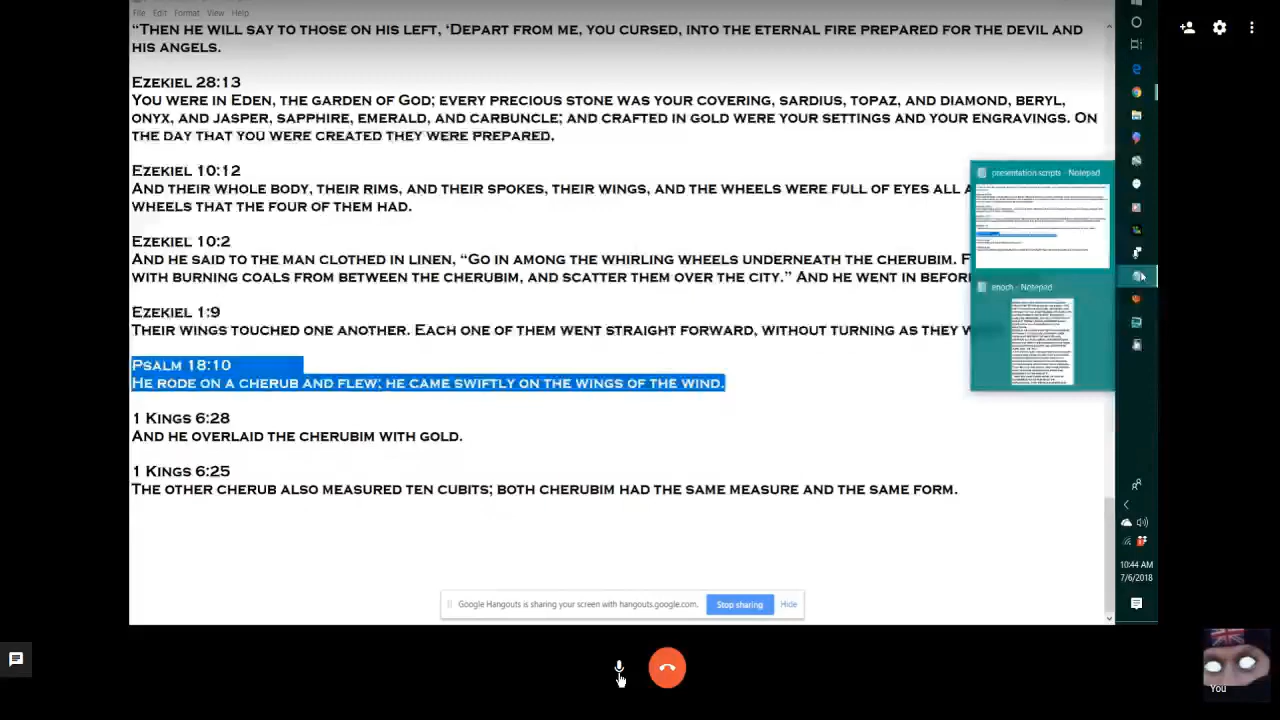 File Edit Format View Help
“Then he will say to those on his left, ‘Depart from me, you cursed, into the eternal fire prepared for the devil and
his angels.
Ezekiel 28:13
You were in Eden, the garden of God; every precious stone was your covering, sardius, topaz, and diamond, beryl,
onyx, and jasper, sapphire, emerald, and carbuncle; and crafted in gold were your settings and your engravings. On
the day that you were created they were prepared.
Ezekiel 10:12
And their whole body, their rims, and their spokes, their wings, and the wheels were full of eyes all a
wheels that the four of them had.
Ezekiel 10:2
And he said to the man clothed in linen, “Go in among the whirling wheels underneath the cherubim. F
with burning coals from between the cherubim, and scatter them over the city.” And he went in befor
Ezekiel 1:9
Their wings touched one another. Each one of them went straight forward, without turning as they w
Psalm 18:10
He rode on a cherub and flew; he came swiftly on the wings of the wind.
1 Kings 6:28
And he overlaid the cherubim with gold.
1 Kings 6:25
The other cherub also measured ten cubits; both cherubim had the same measure and the same form.
presentation scripts - Notepad
enoch - Notepad
10:44 AM
7/6/2018
Google Hangouts is sharing your screen with hangouts.google.com. Stop sharing Hide
You